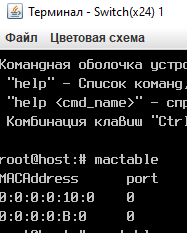 Терминал - Switch(x24) 1
Файл Цветовая схема
Командная оболочка устро
"help" - Список команд,
"help <cmd_name>" - спр
Комбинация клавиш "Ctrl
root@host:# mactable
MACAddress port
0:0:0:0:10:0 0
0:0:0:0:B:0 0